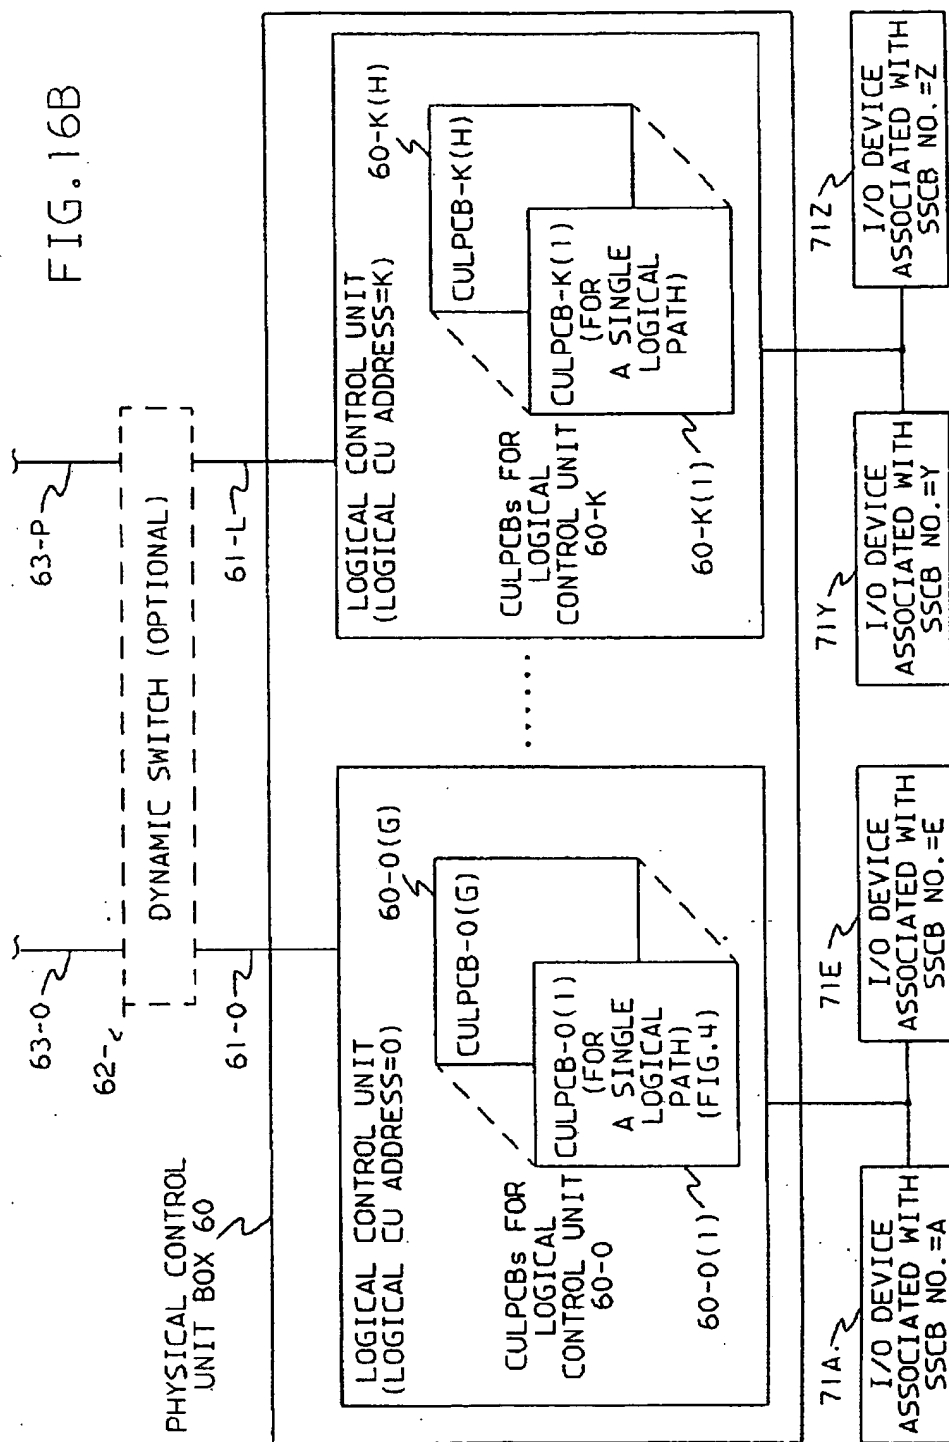 FIG.16B
63-0
63-P
62
DYNAMIC SWITCH (OPTIONAL)
61-0
61-L
PHYSICAL CONTROL
UNIT BOX 60
LOGICAL CONTROL UNIT
(LOGICAL CU ADDRESS=0)
60-0(G)
CULPCB-0(G)
CULPCBs FOR
LOGICAL
CONTROL UNIT
60-0
CULPCB-0(1)
(FOR
A SINGLE
LOGICAL
PATH)
(FIG.4)
60-0(1)
......
LOGICAL CONTROL UNIT
(LOGICAL CU ADDRESS=K)
60-K(H)
CULPCB-K(H)
CULPCBs FOR
LOGICAL
CONTROL UNIT
60-K
CULPCB-K(1)
(FOR
A SINGLE
LOGICAL
PATH)
60-K(1)
71A
I/O DEVICE
ASSOCIATED WITH
SSCB NO.=A
71E
I/O DEVICE
ASSOCIATED WITH
SSCB NO.=E
71Y
I/O DEVICE
ASSOCIATED WITH
SSCB NO.=Y
71Z
I/O DEVICE
ASSOCIATED WITH
SSCB NO.=Z